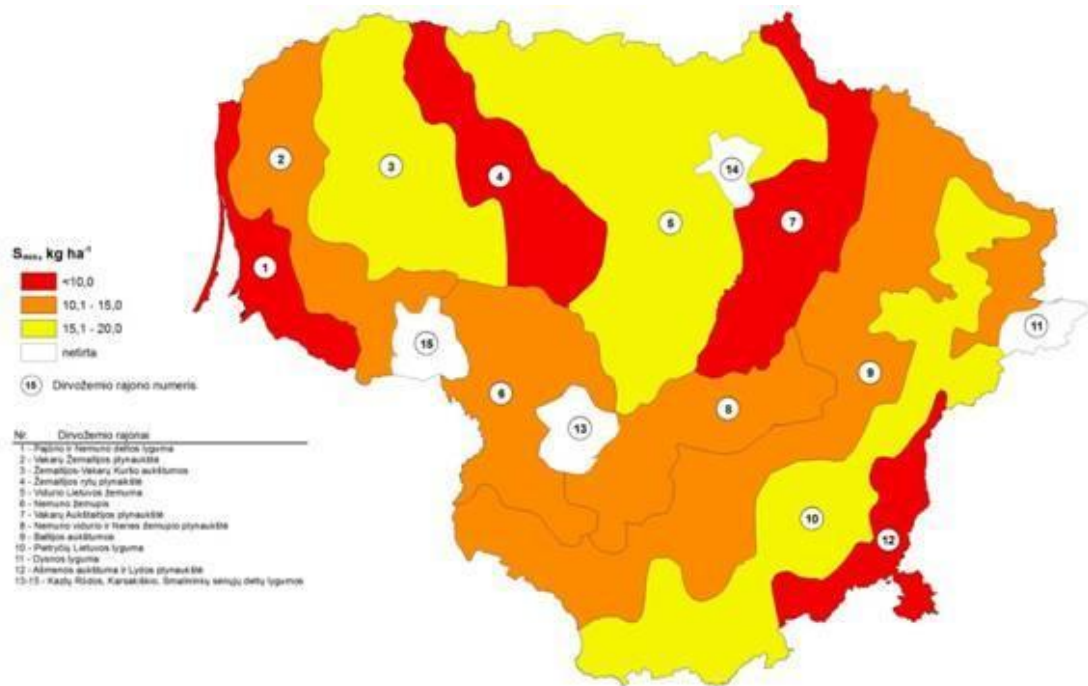 S min., kg ha⁻¹
<10,0
10,1 - 15,0
15,1 - 20,0
netirta
15 Dirvožemio rajono numeris
Nr. Dirvožemio rajonai
1 - Pajūrio ir Nemuno deltos lyguma
2 - Vakarų Žemaitijos plynaukštė
3 - Žemaitijos-Vakarų Kuršo aukštumos
4 - Žemaitijos rytų plynaikštė
5 - Vidurio Lietuvos žemuma
6 - Nemuno žemupis
7 - Vakarų Aukštaitijos plynaukštė
8 - Nemuno vidurio ir Neries žemupio plynaukštė
9 - Baltijos aukštumos
10 - Pietryčių Lietuvos lyguma
11 - Dysnos lyguma
12 - Ašmenos aukštuma ir Lydos plynaukštė
13-15 - Kazlų Rūdos, Karsakiškio, Smalininkų senųjų deltų lygumos
2
3
4
14
5
7
1
11
15
9
6
8
13
10
12